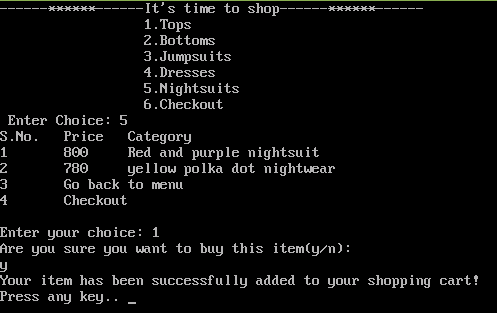 ------××××××------It's time to shop------××××××------
1.Tops
2.Bottoms
3.Jumpsuits
4.Dresses
5.Nightsuits
6.Checkout
Enter Choice: 5
S.No. Price Category
1 800 Red and purple nightsuit
2 780 yellow polka dot nightwear
3 Go back to menu
4 Checkout
Enter your choice: 1
Are you sure you want to buy this item(y/n):
y
Your item has been successfully added to your shopping cart!
Press any key.. _